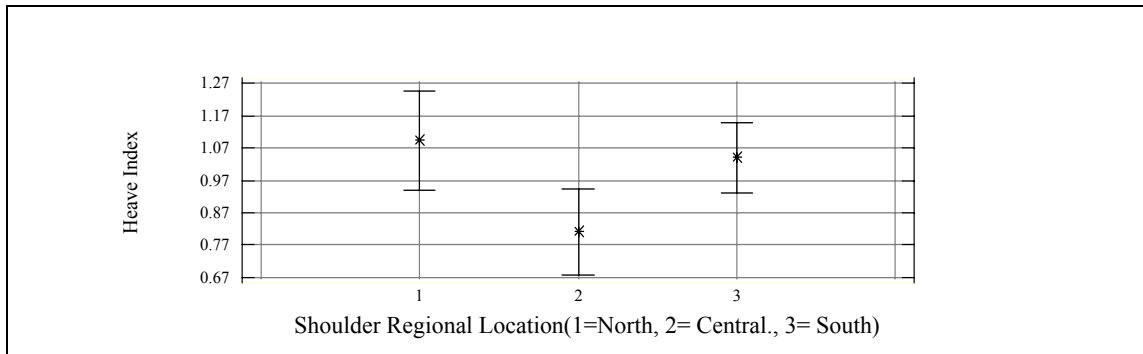 1.27
1.17
1.07
0.97
0.87
0.77
0.67
Heave Index
1 2 3
Shoulder Regional Location(1=North, 2= Central., 3= South)